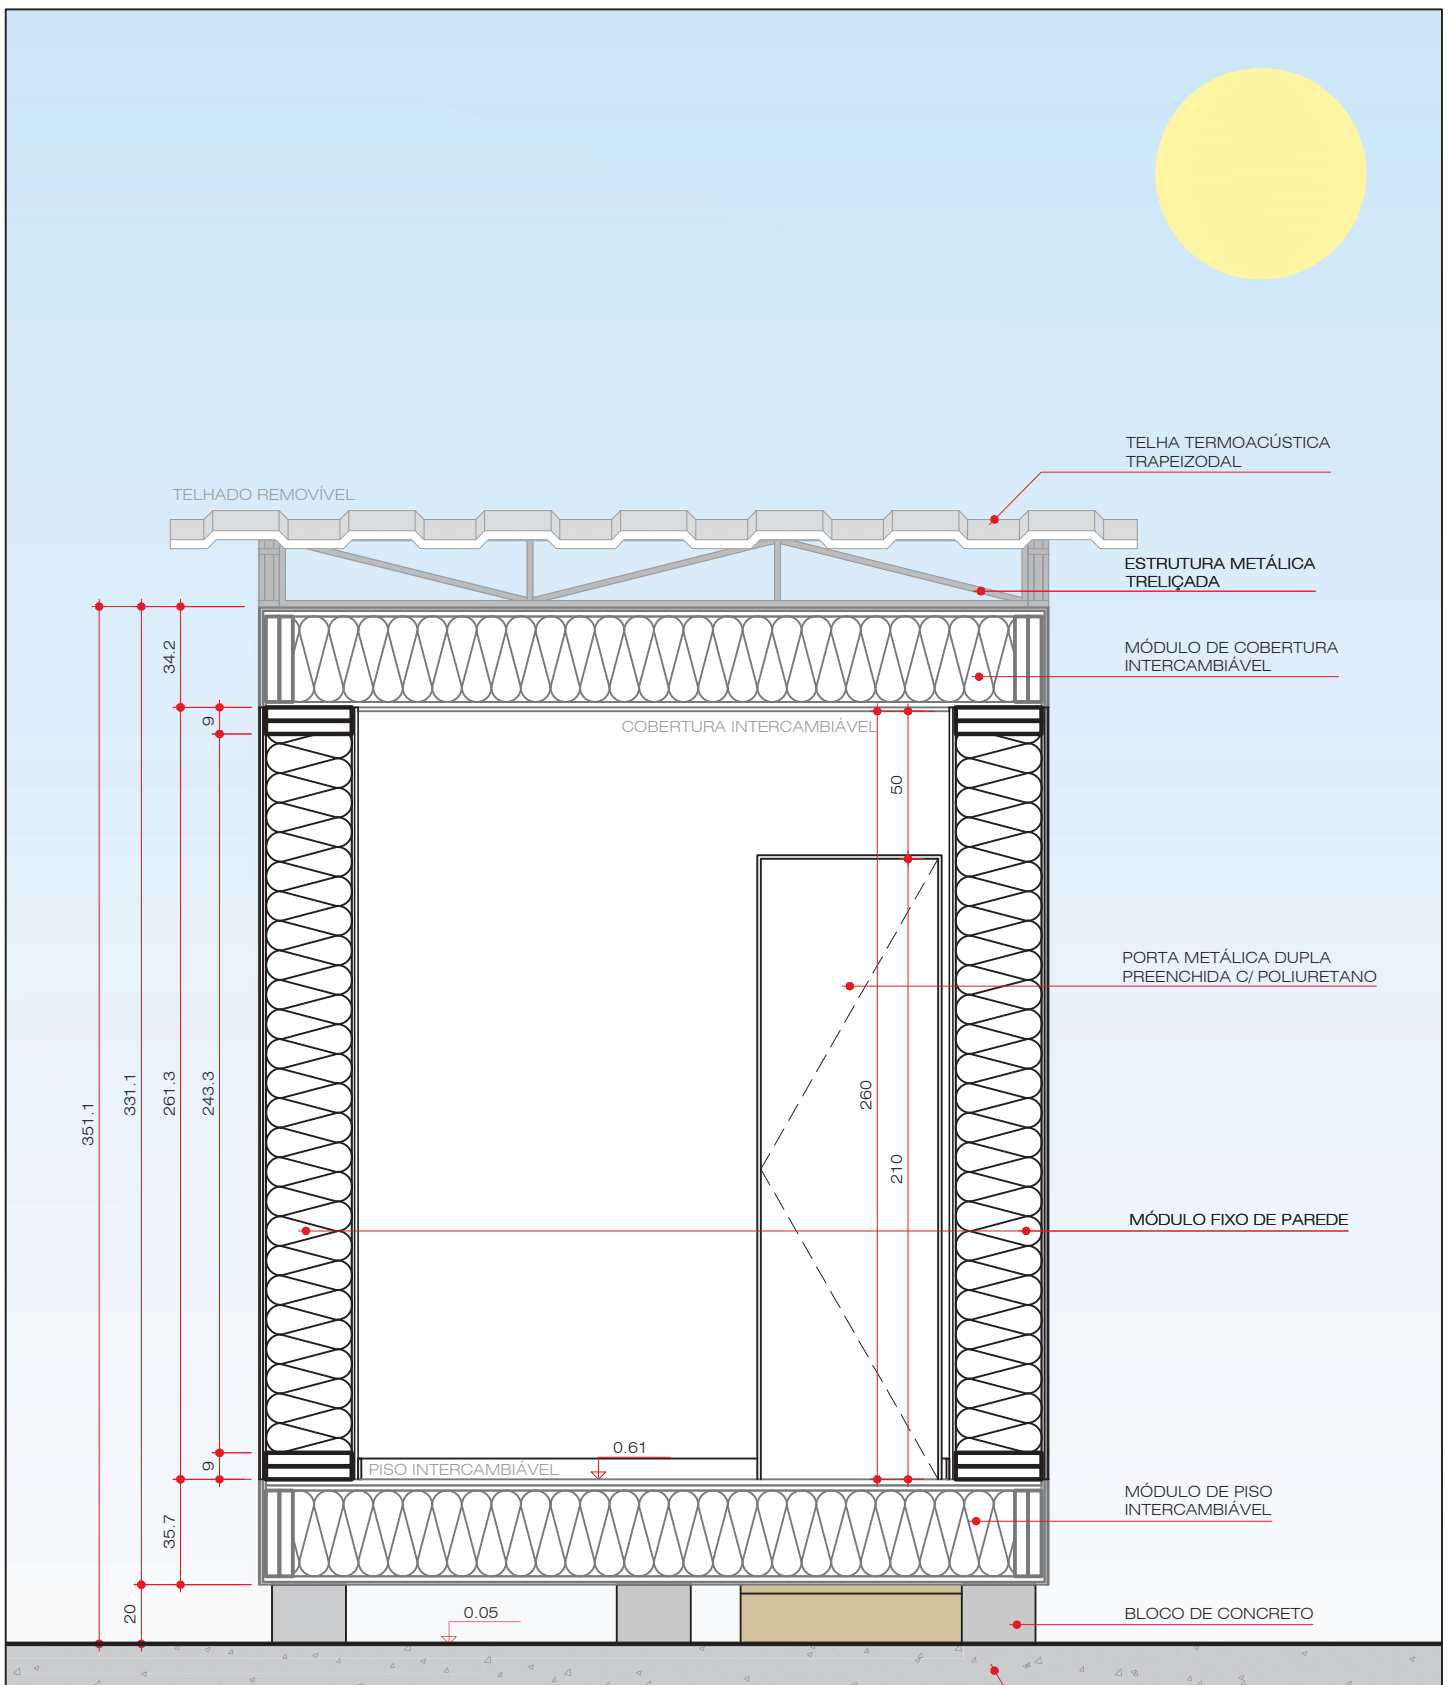 TELHA TERMOACÚSTICA
TRAPEIZODAL
TELHADO REMOVÍVEL
ESTRUTURA METÁLICA
TRELIÇADA
MÓDULO DE COBERTURA
INTERCAMBIÁVEL
34.2
9
COBERTURA INTERCAMBIÁVEL
50
PORTA METÁLICA DUPLA
PREENCHIDA C/ POLIURETANO
351.1
331.1
261.3
243.3
260
210
MÓDULO FIXO DE PAREDE
0.61
9
PISO INTERCAMBIÁVEL
MÓDULO DE PISO
INTERCAMBIÁVEL
35.7
20
0.05
BLOCO DE CONCRETO